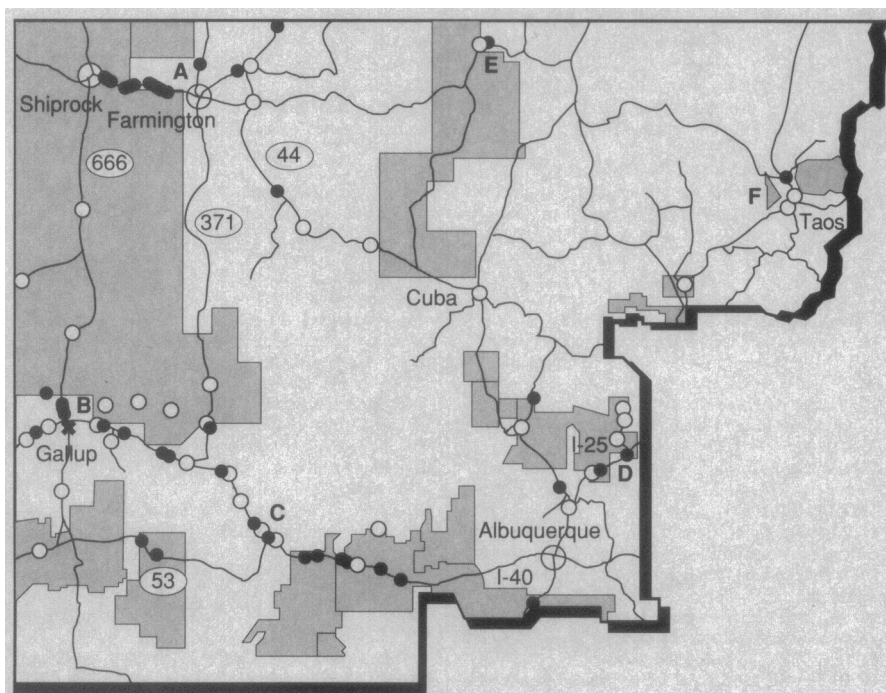 A
E
Shiprock
Farmington
666
44
F
371
Taos
Cuba
B
Gallup
I-25
D
C
Albuquerque
53
I-40